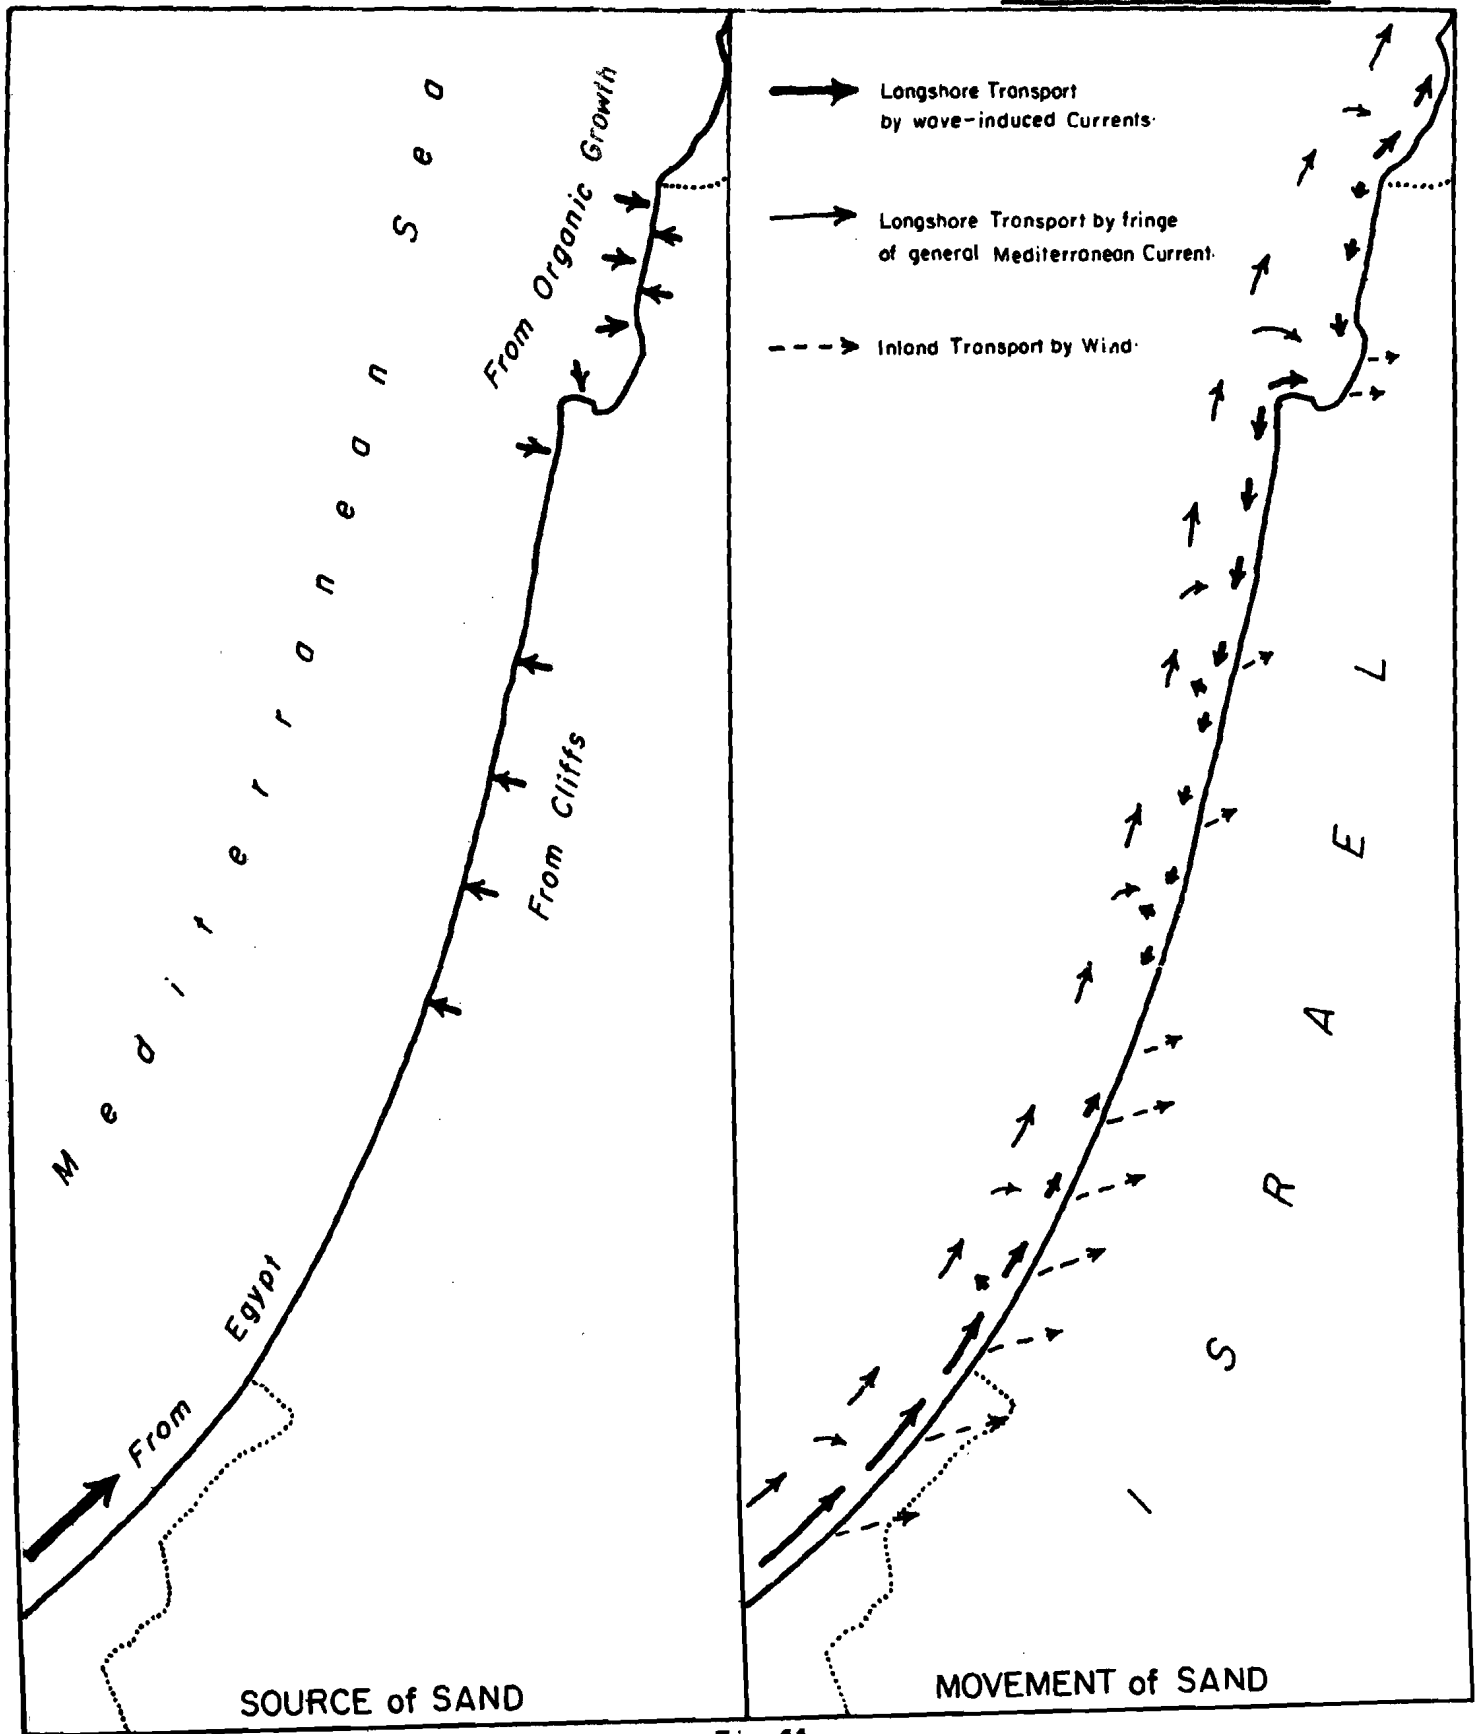 Mediterranean Sea
From Organic Growth
From Cliffs
From Egypt
SOURCE of SAND
Longshore Transport
by wave-induced Currents.
Longshore Transport by fringe
of general Mediterranean Current.
Inland Transport by Wind.
ISRAEL
MOVEMENT of SAND